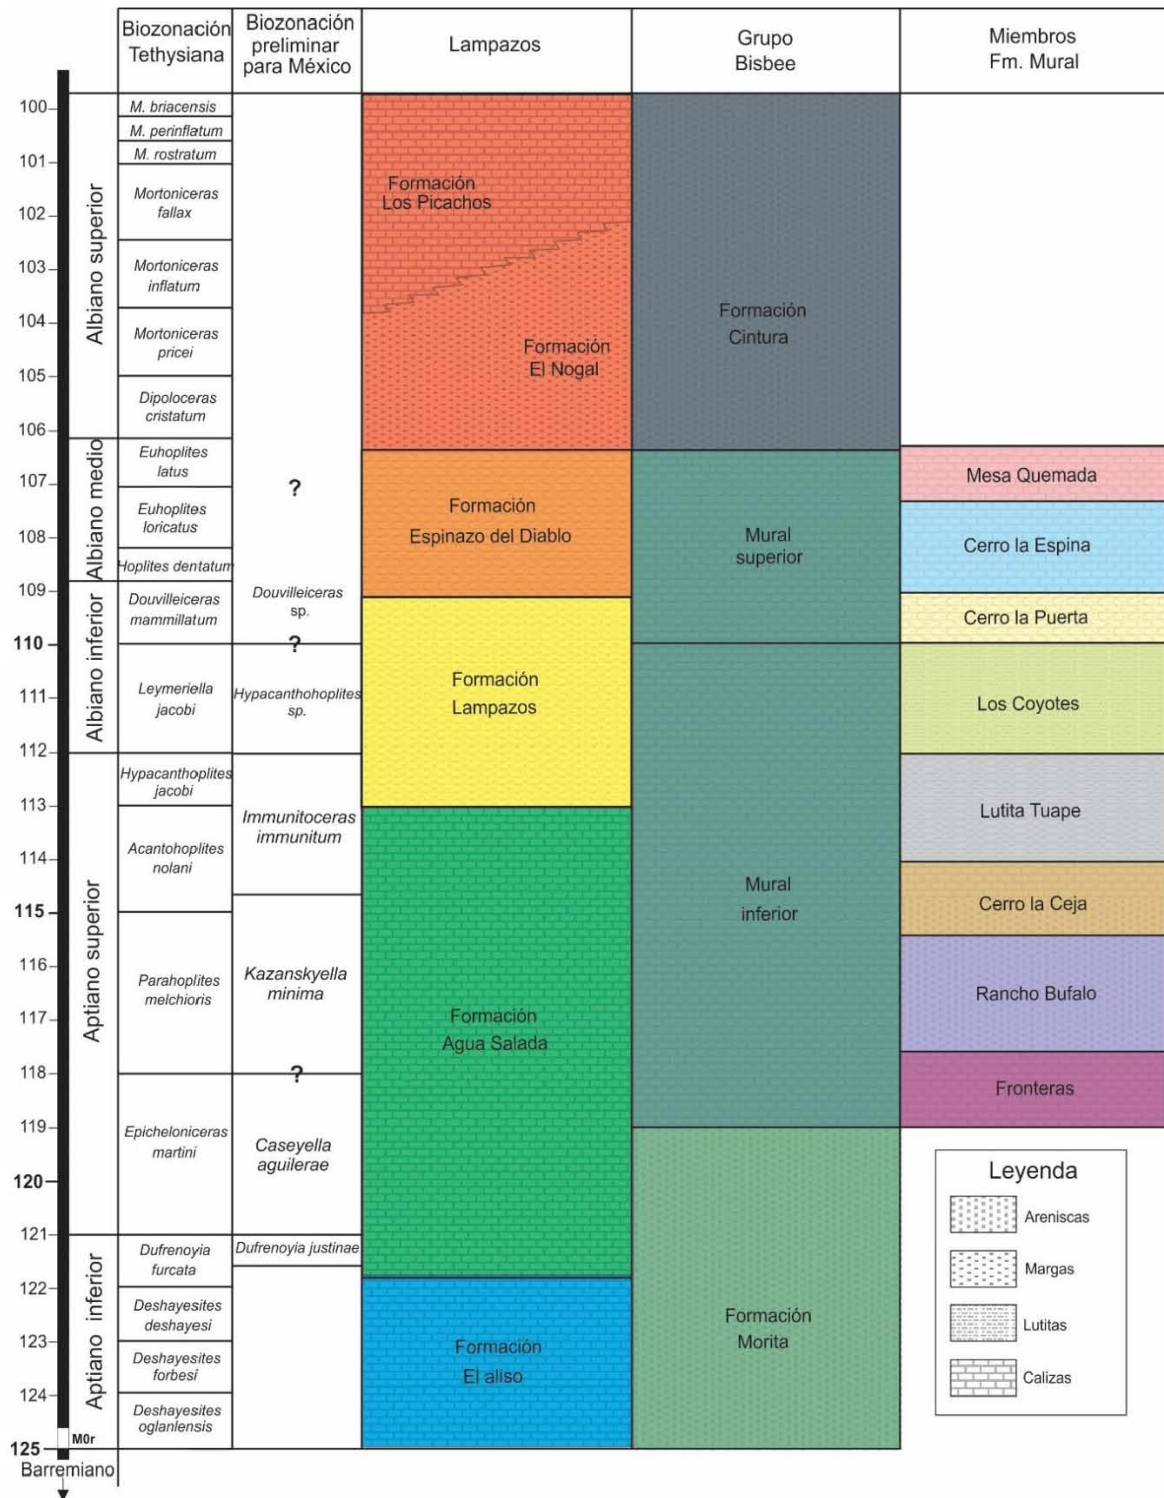 Biozonación
Tethysiana
Biozonación
preliminar
para México
Lampazos
Grupo
Bisbee
Miembros
Fm. Mural
100
101
102
103
104
105
106
107
108
109
110
111
112
113
114
115
116
117
118
119
120
121
122
123
124
125
M0r
Barremiano
Albiano superior
Albiano medio
Albiano inferior
Aptiano superior
Aptiano inferior
M. briacensis
M. perinflatum
M. rostratum
Mortoniceras
fallax
Mortoniceras
inflatum
Mortoniceras
pricei
Dipoloceras
cristatum
Euhoplites
latus
Euhoplites
loricatus
Hoplites dentatum
Douvilleiceras
mammillatum
Leymeriella
jacobi
Hypacanthoplites
jacobi
Acantohoplites
nolani
Parahoplites
melchioris
Epicheloniceras
martini
Dufrenoyia
furcata
Deshayesites
deshayesi
Deshayesites
forbesi
Deshayesites
oglanlensis
?
Douvilleiceras
sp.
?
Hypacanthohoplites
sp.
Immunitoceras
immunitum
Kazanskyella
minima
?
Caseyella
aguilerae
Dufrenoyia justinae
Formación
Los Picachos
Formación
El Nogal
Formación
Espinazo del Diablo
Formación
Lampazos
Formación
Agua Salada
Formación
El aliso
Formación
Cintura
Mural
superior
Mural
inferior
Formación
Morita
Mesa Quemada
Cerro la Espina
Cerro la Puerta
Los Coyotes
Lutita Tuape
Cerro la Ceja
Rancho Bufalo
Fronteras
Leyenda
Areniscas
Margas
Lutitas
Calizas